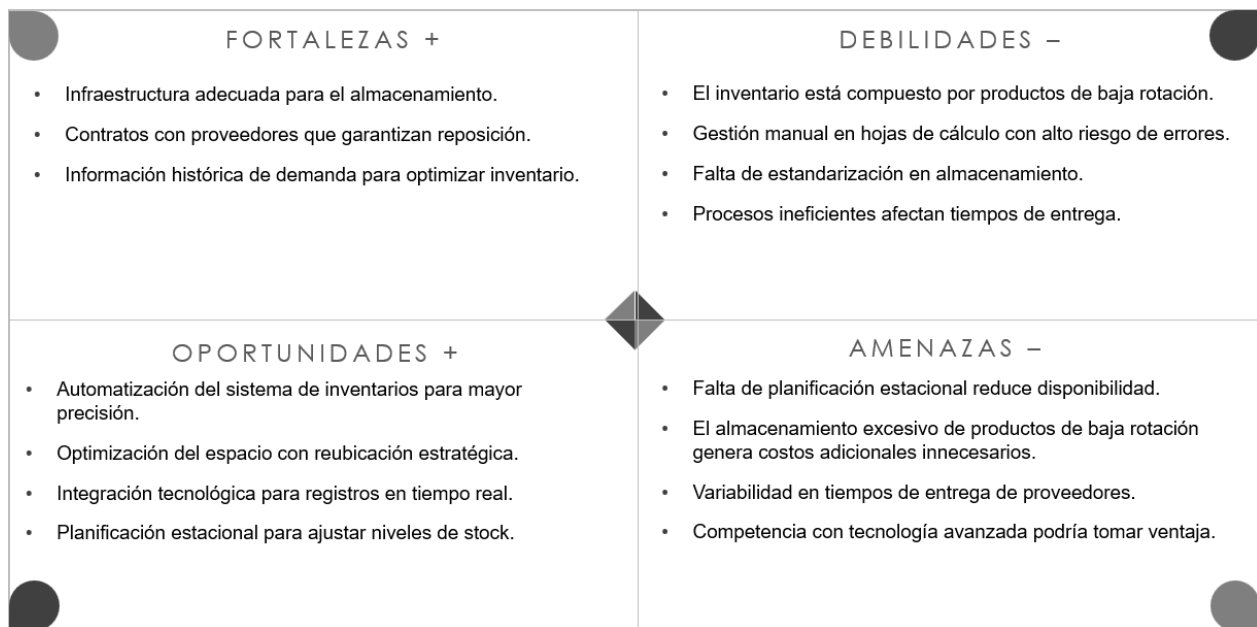 FORTALEZAS +
• Infraestructura adecuada para el almacenamiento.
• Contratos con proveedores que garantizan reposición.
• Información histórica de demanda para optimizar inventario.
DEBILIDADES –
• El inventario está compuesto por productos de baja rotación.
• Gestión manual en hojas de cálculo con alto riesgo de errores.
• Falta de estandarización en almacenamiento.
• Procesos ineficientes afectan tiempos de entrega.
OPORTUNIDADES +
• Automatización del sistema de inventarios para mayor
precisión.
• Optimización del espacio con reubicación estratégica.
• Integración tecnológica para registros en tiempo real.
• Planificación estacional para ajustar niveles de stock.
AMENAZAS –
• Falta de planificación estacional reduce disponibilidad.
• El almacenamiento excesivo de productos de baja rotación
genera costos adicionales innecesarios.
• Variabilidad en tiempos de entrega de proveedores.
• Competencia con tecnología avanzada podría tomar ventaja.